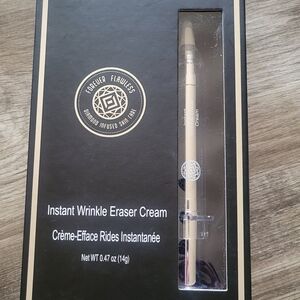 FOREVER FLAWLESS
DIAMOND INFUSED SKIN CARE
Instant Wrinkle Eraser Cream
Crème-Efface Rides Instantanée
Net WT 0.47 oz (14g)
Cream